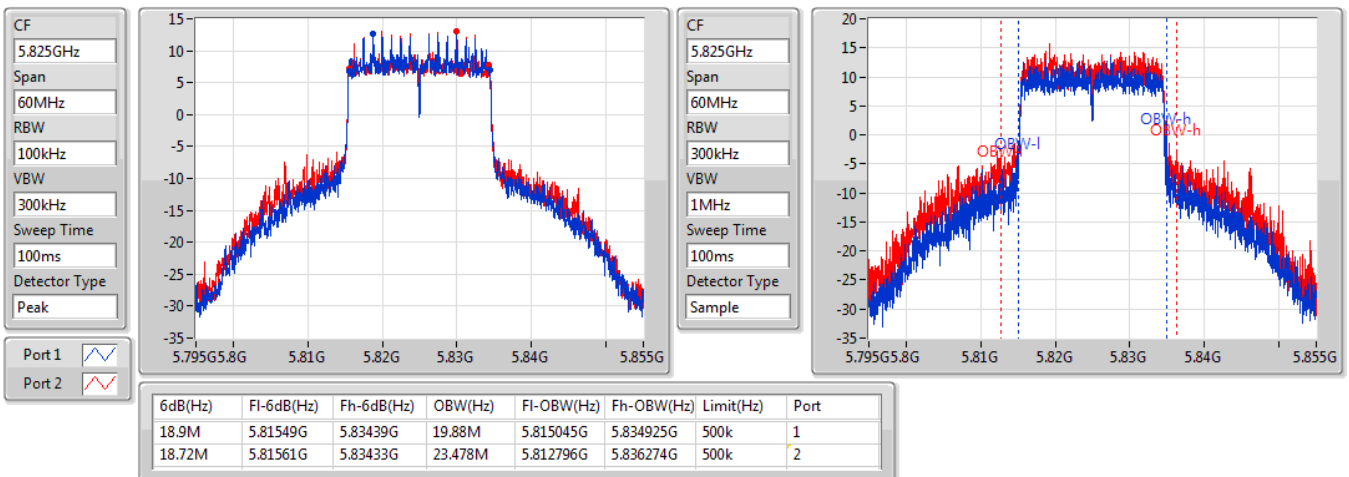 CF
5.825GHz
Span
60MHz
RBW
100kHz
VBW
300kHz
Sweep Time
100ms
Detector Type
Peak
Port 1
Port 2
15
10
5
0
-5
-10
-15
-20
-25
-30
-35
5.795G 5.8G 5.81G 5.82G 5.83G 5.84G 5.855G
CF
5.825GHz
Span
60MHz
RBW
300kHz
VBW
1MHz
Sweep Time
100ms
Detector Type
Sample
20
15
10
5
0
-5
-10
-15
-20
-25
-30
-35
OBW-l
OBW-h
OBW-h
5.795G 5.8G 5.81G 5.82G 5.83G 5.84G 5.855G
6dB(Hz) Fl-6dB(Hz) Fh-6dB(Hz) OBW(Hz) Fl-OBW(Hz) Fh-OBW(Hz) Limit(Hz) Port
18.9M 5.81549G 5.83439G 19.88M 5.815045G 5.834925G 500k 1
18.72M 5.81561G 5.83433G 23.478M 5.812796G 5.836274G 500k 2